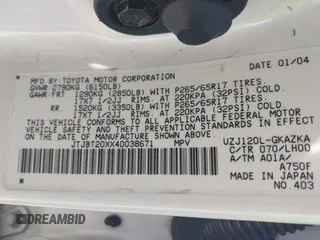 DATE 01/04
MFD BY: TOYOTA MOTOR CORPORATION
GVWR 2790KG (6150LB)
GAWR FRT. 1290KG (2850LB) WITH P265/65R17 TIRES.
17X7 1/2JJ RIMS. AT 220KPA (32PSI) COLD.
RR. 1520KG (3350LB) WITH P265/65R17 TIRES.
17X7 1/2JJ RIMS. AT 220KPA (32PSI) COLD.
THIS VEHICLE CONFORMS TO ALL APPLICABLE
FEDERAL MOTOR VEHICLE SAFETY AND
THEFT PREVENTION STANDARDS IN EFFECT
ON THE DATE OF MANUFACTURE SHOWN ABOVE.
JTJBT20XX40038671 MPV
UZJ120L-GKAZKA
C/TR 070/LH00
A/TM A01A/
A750F
MADE IN JAPAN
NO.403
© DREAMBID